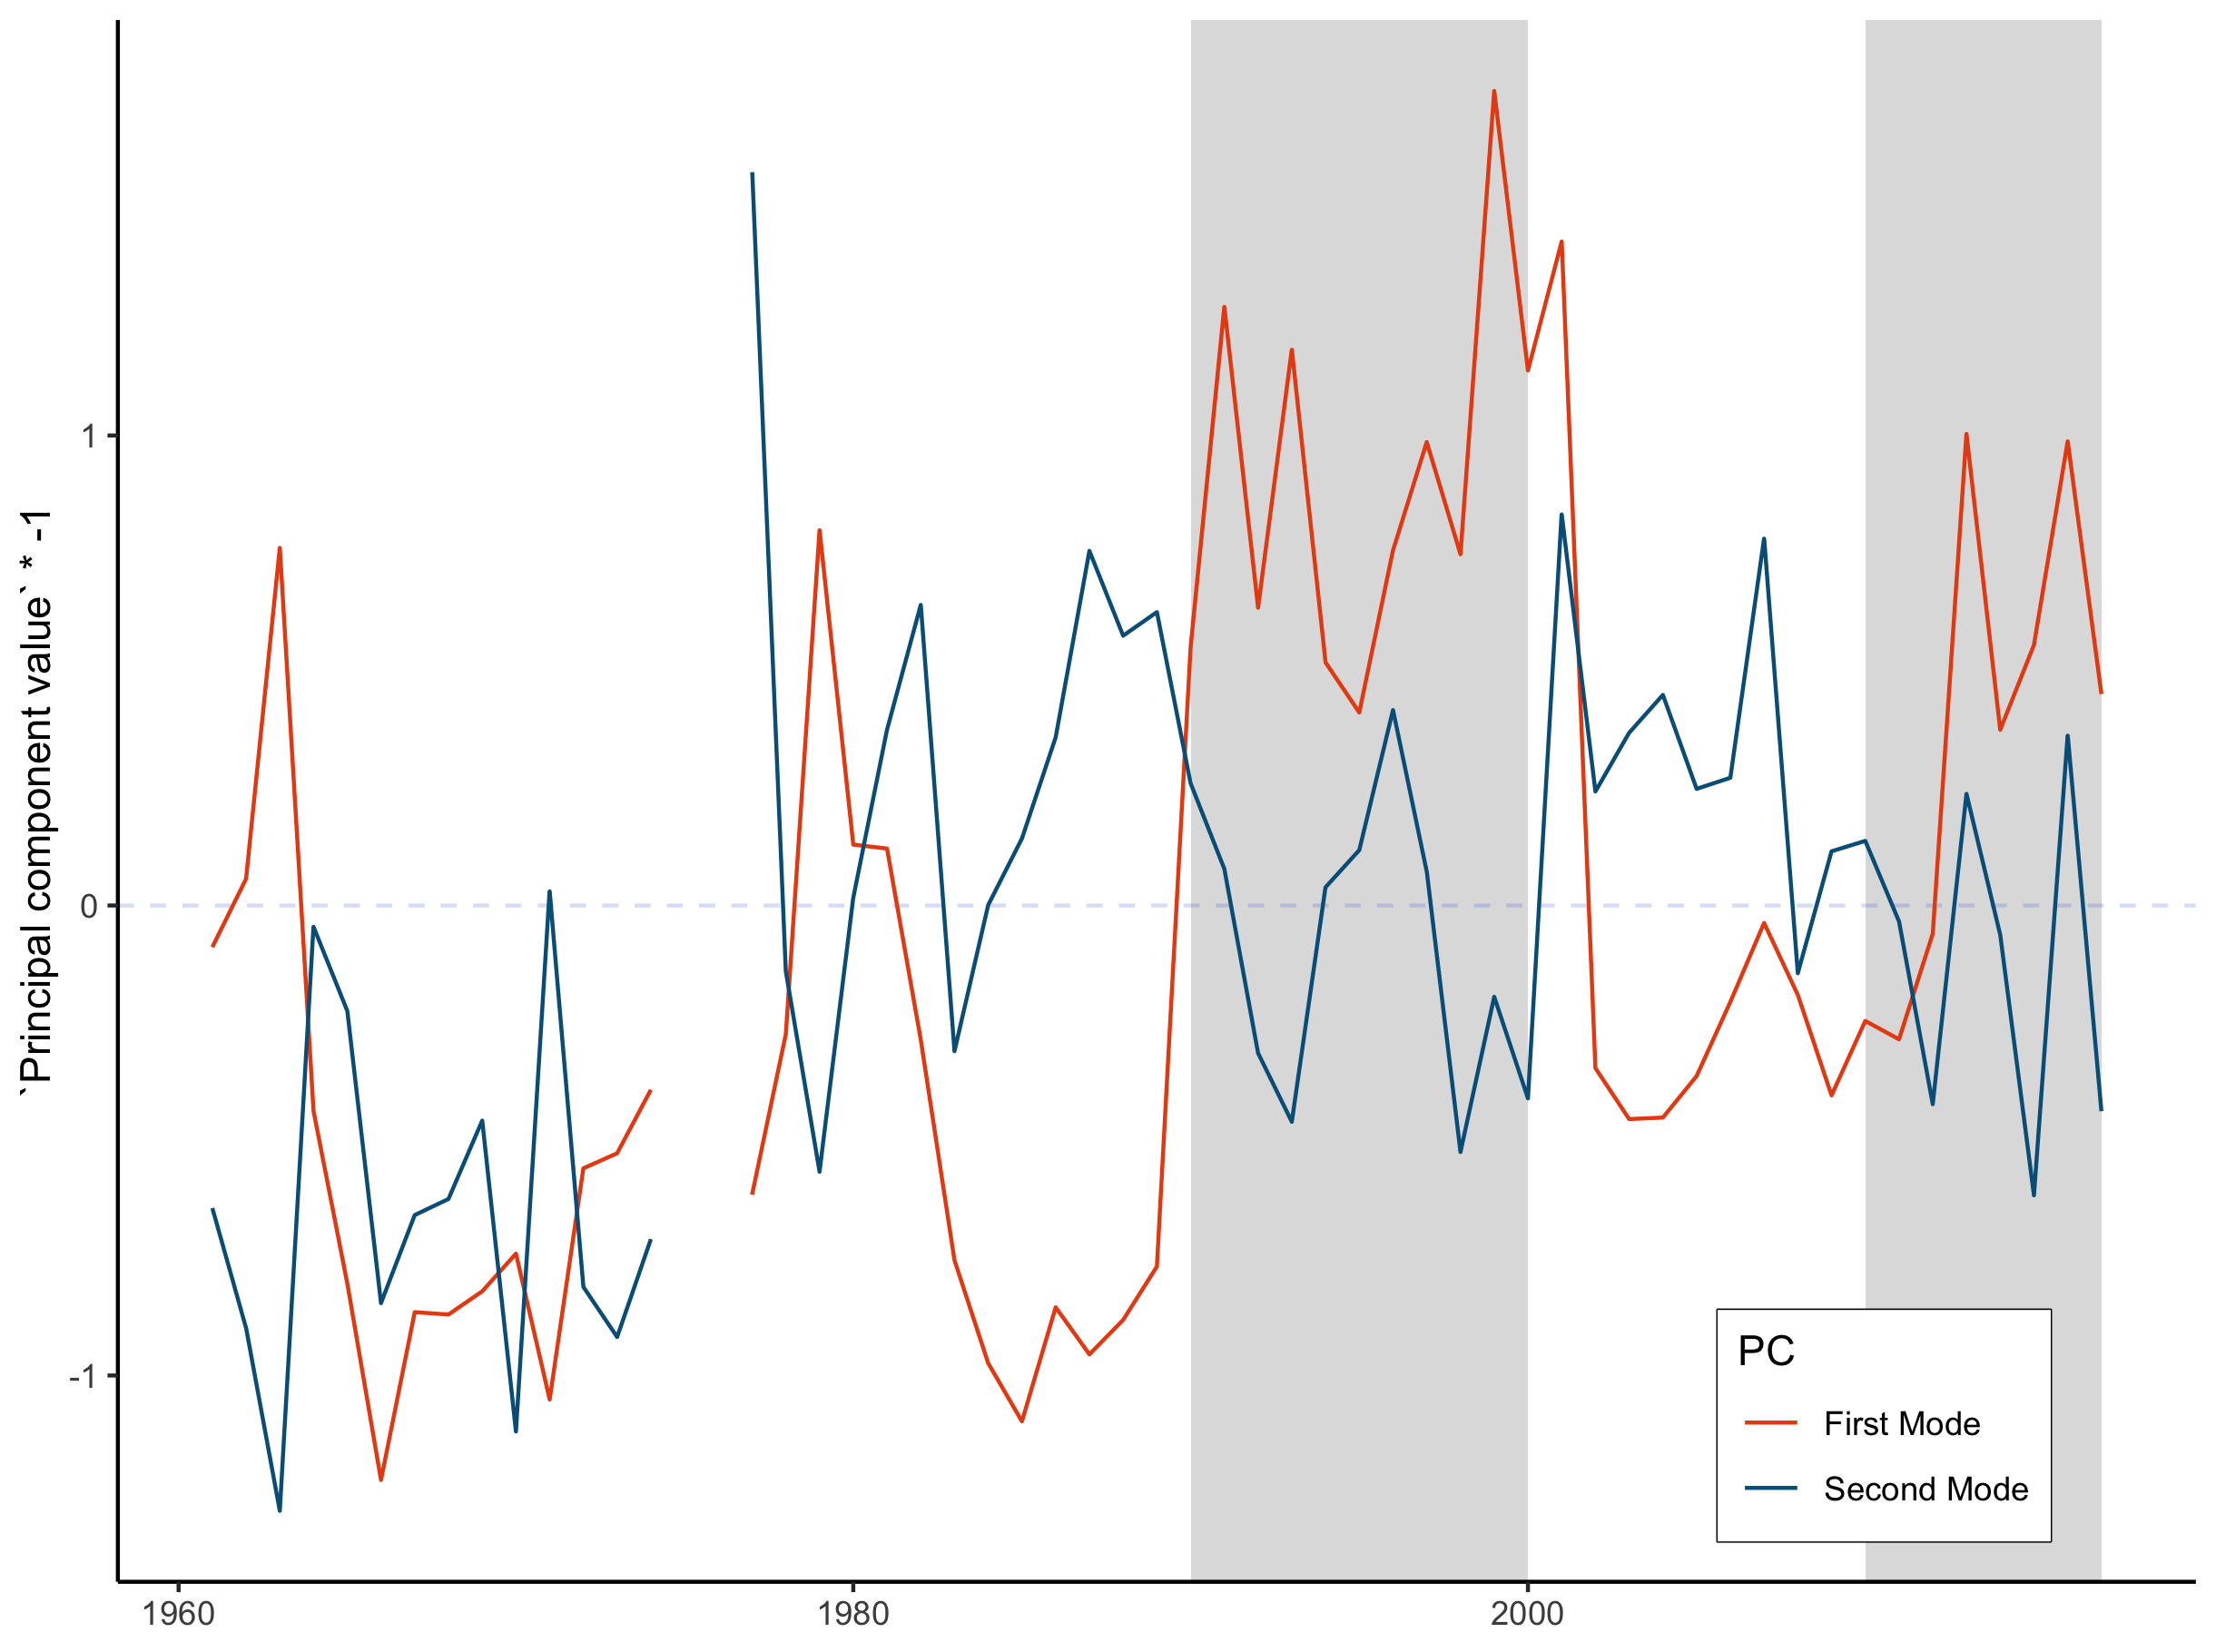 `Principal component value` * -1
1
0
-1
1960
1980
2000
PC
First Mode
Second Mode